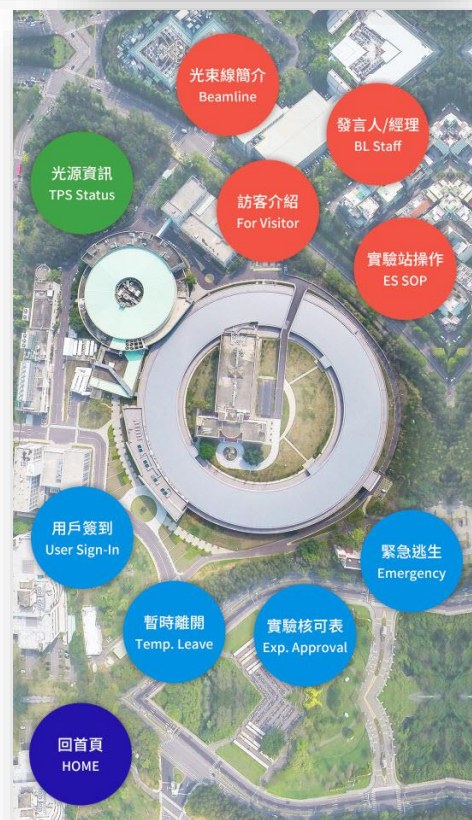 光束線簡介
Beamline
發言人/經理
BL Staff
光源資訊
TPS Status
訪客介紹
For Visitor
實驗站操作
ES SOP
用戶簽到
User Sign-In
緊急逃生
Emergency
暫時離開
Temp. Leave
實驗核可表
Exp. Approval
回首頁
HOME